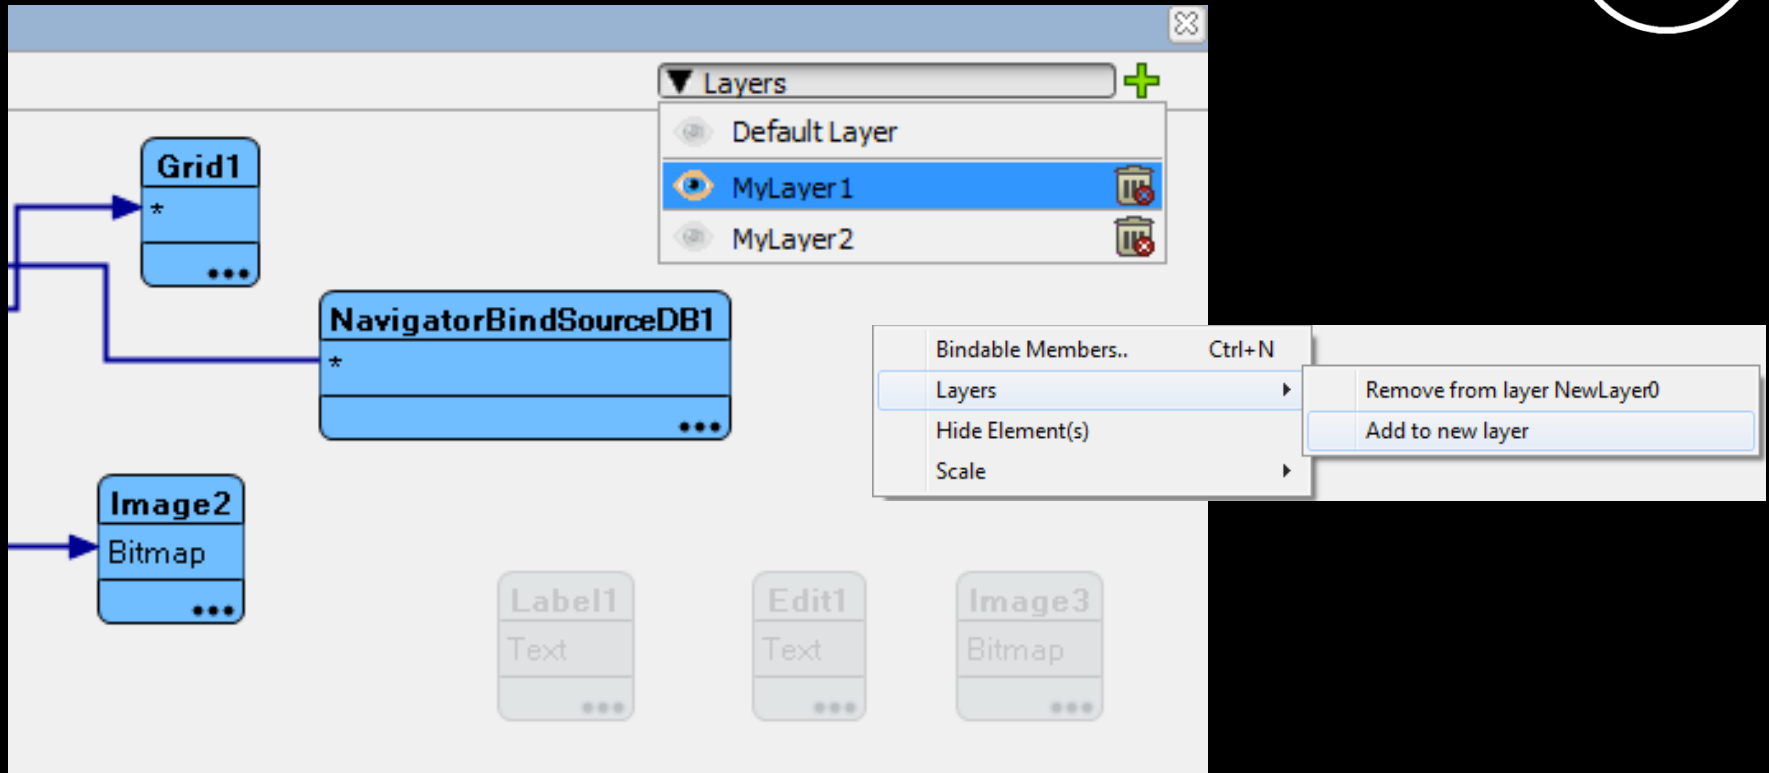 Layers
Default Layer
MyLayer1
MyLayer2
Grid1
*
NavigatorBindSourceDB1
*
Bindable Members.. Ctrl+N
Layers
Hide Element(s)
Scale
Remove from layer NewLayer0
Add to new layer
Image2
Bitmap
Label1
Text
Edit1
Text
Image3
Bitmap